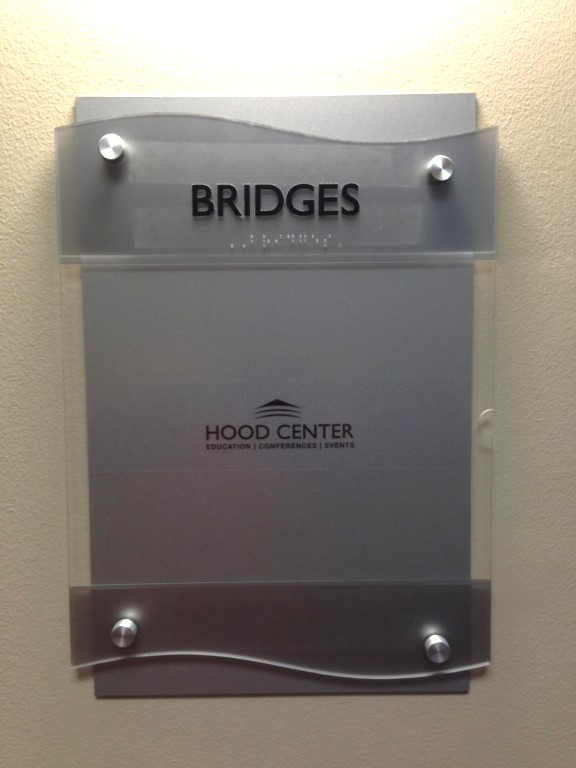 BRIDGES
HOOD CENTER
EDUCATION | CONFERENCES | EVENTS